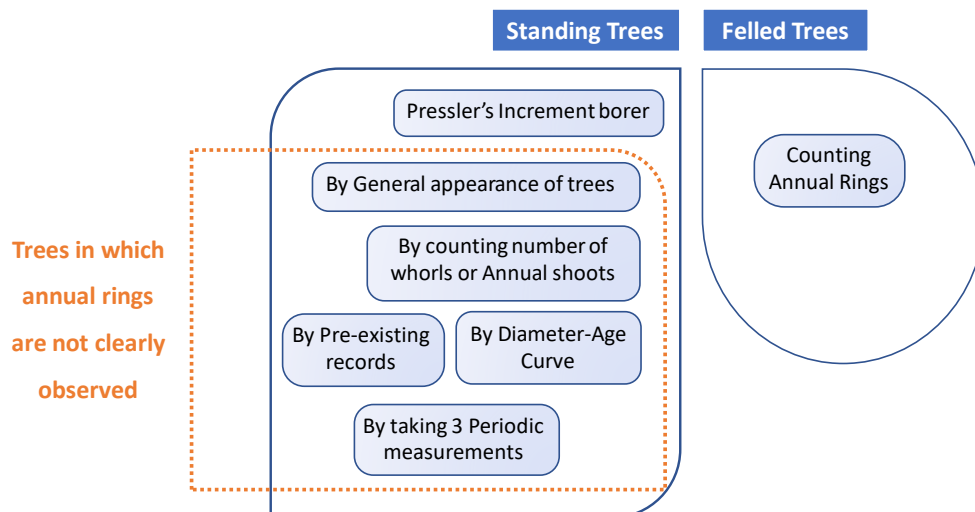 Standing Trees
Felled Trees
Pressler’s Increment borer
By General appearance of trees
By counting number of
whorls or Annual shoots
By Pre-existing
records
By Diameter-Age
Curve
By taking 3 Periodic
measurements
Counting
Annual Rings
Trees in which
annual rings
are not clearly
observed